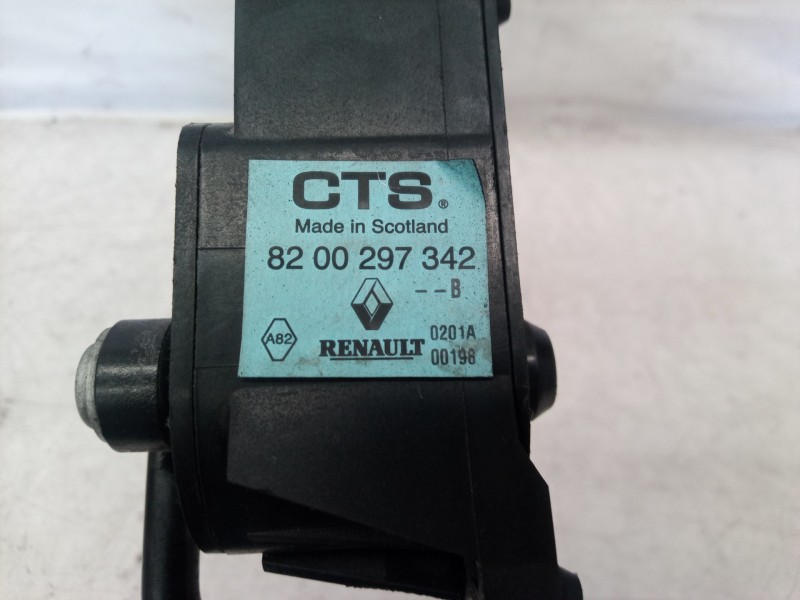 CTS®
Made in Scotland
82 00 297 342
--B
A82
RENAULT
0201A
00198